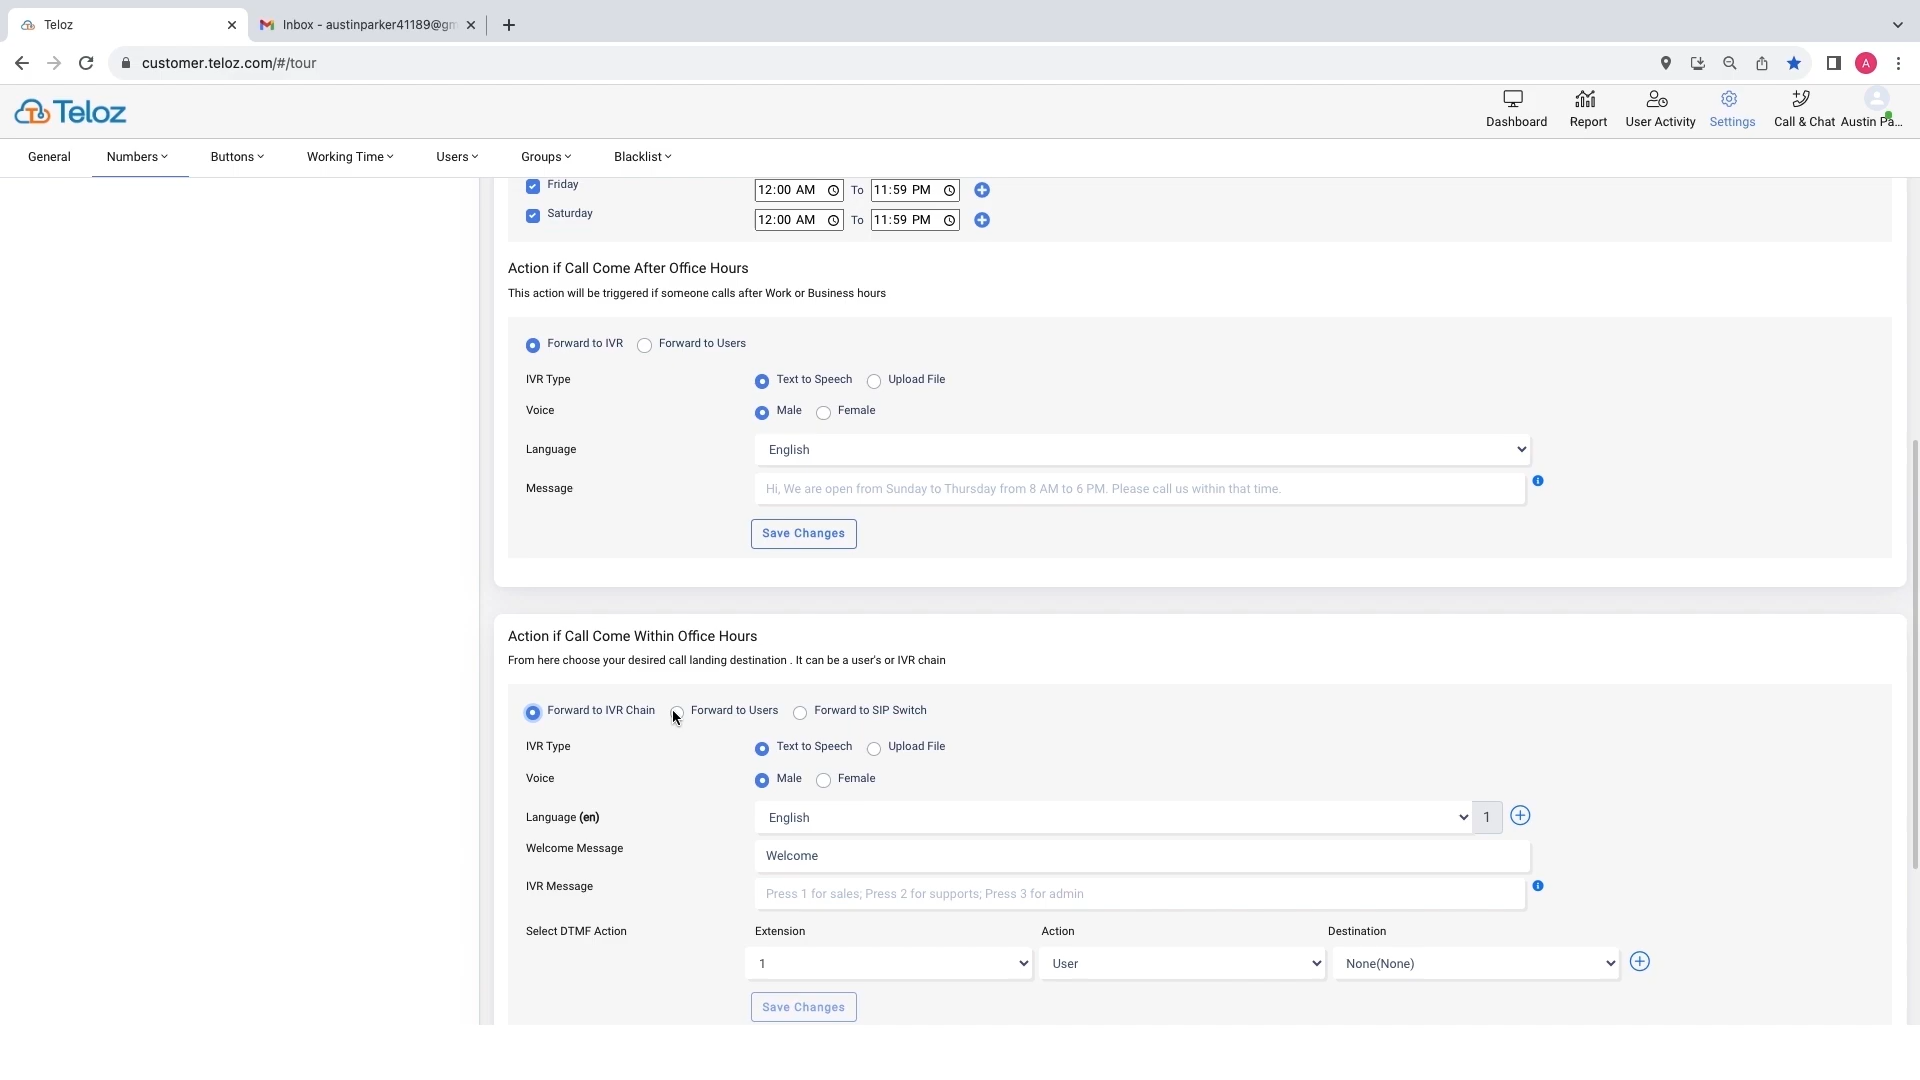 Teloz
Inbox - austinparker41189@gm
customer.teloz.com/#/tour
A
Teloz
Dashboard
Report
User Activity
Settings
Call & Chat
Austin Pa...
General
Numbers
Buttons
Working Time
Users
Groups
Blacklist
Friday
12:00 AM To 11:59 PM
Saturday
12:00 AM To 11:59 PM
Action if Call Come After Office Hours
This action will be triggered if someone calls after Work or Business hours
Forward to IVR Forward to Users
IVR Type Text to Speech Upload File
Voice Male Female
Language English
Message Hi, We are open from Sunday to Thursday from 8 AM to 6 PM. Please call us within that time.
Save Changes
Action if Call Come Within Office Hours
From here choose your desired call landing destination . It can be a user's or IVR chain
Forward to IVR Chain Forward to Users Forward to SIP Switch
IVR Type Text to Speech Upload File
Voice Male Female
Language (en) English 1
Welcome Message Welcome
IVR Message Press 1 for sales; Press 2 for supports; Press 3 for admin
Select DTMF Action Extension Action Destination
1 User None(None)
Save Changes